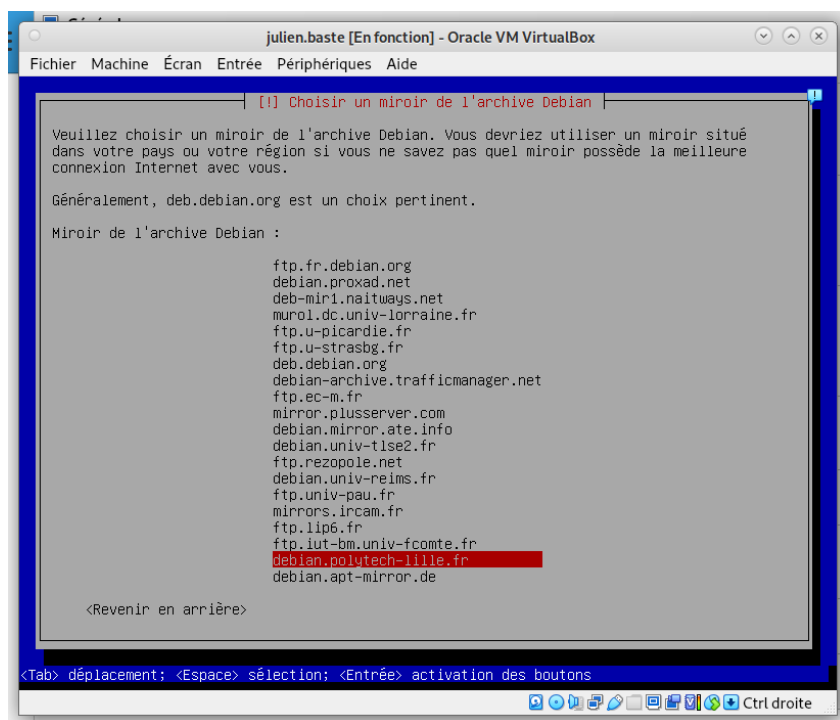 julien.baste [En fonction] - Oracle VM VirtualBox
Fichier Machine Écran Entrée Périphériques Aide
[!] Choisir un miroir de l'archive Debian
Veuillez choisir un miroir de l'archive Debian. Vous devriez utiliser un miroir situé
dans votre pays ou votre région si vous ne savez pas quel miroir possède la meilleure
connexion Internet avec vous.
Généralement, deb.debian.org est un choix pertinent.
Miroir de l'archive Debian :
ftp.fr.debian.org
debian.proxad.net
deb-mir1.naitways.net
murol.dc.univ-lorraine.fr
ftp.u-picardie.fr
ftp.u-strasbg.fr
deb.debian.org
debian-archive.trafficmanager.net
ftp.ec-m.fr
mirror.plusserver.com
debian.mirror.ate.info
debian.univ-tlse2.fr
ftp.rezopole.net
debian.univ-reims.fr
ftp.univ-pau.fr
mirrors.ircam.fr
ftp.lip6.fr
ftp.iut-bm.univ-fcomte.fr
debian.polytech-lille.fr
debian.apt-mirror.de
<Revenir en arrière>
<Tab> déplacement; <Espace> sélection; <Entrée> activation des boutons
Ctrl droite